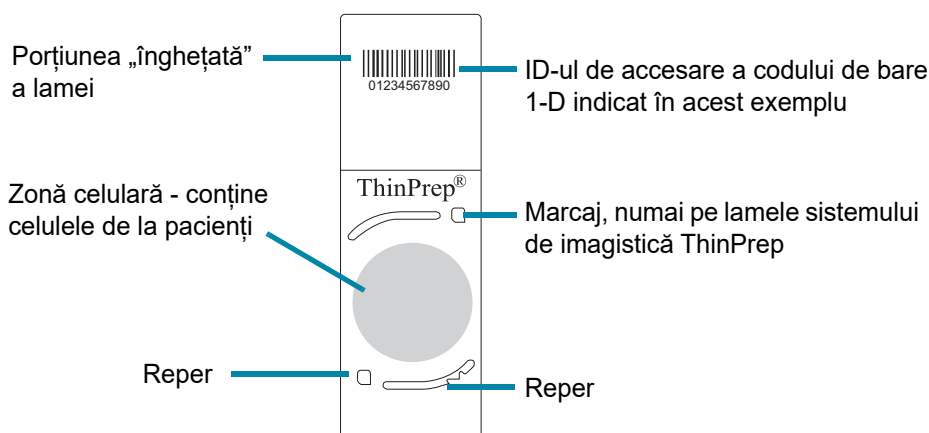 Porțiunea „înghețată”
a lamei
01234567890
ID-ul de accesare a codului de bare
1-D indicat în acest exemplu
ThinPrep®
Zonă celulară - conține
celulele de la pacienți
Marcaj, numai pe lamele sistemului
de imagistică ThinPrep
Reper
Reper